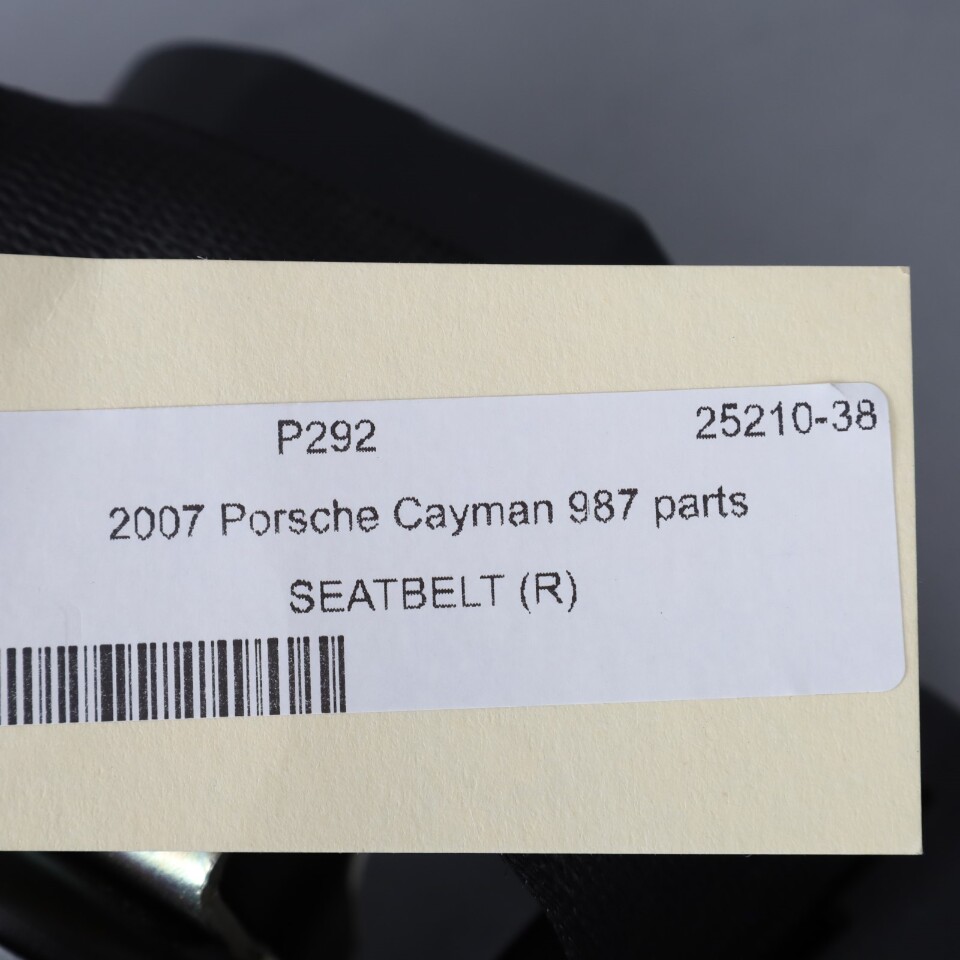 P292 25210-38
2007 Porsche Cayman 987 parts
SEATBELT (R)